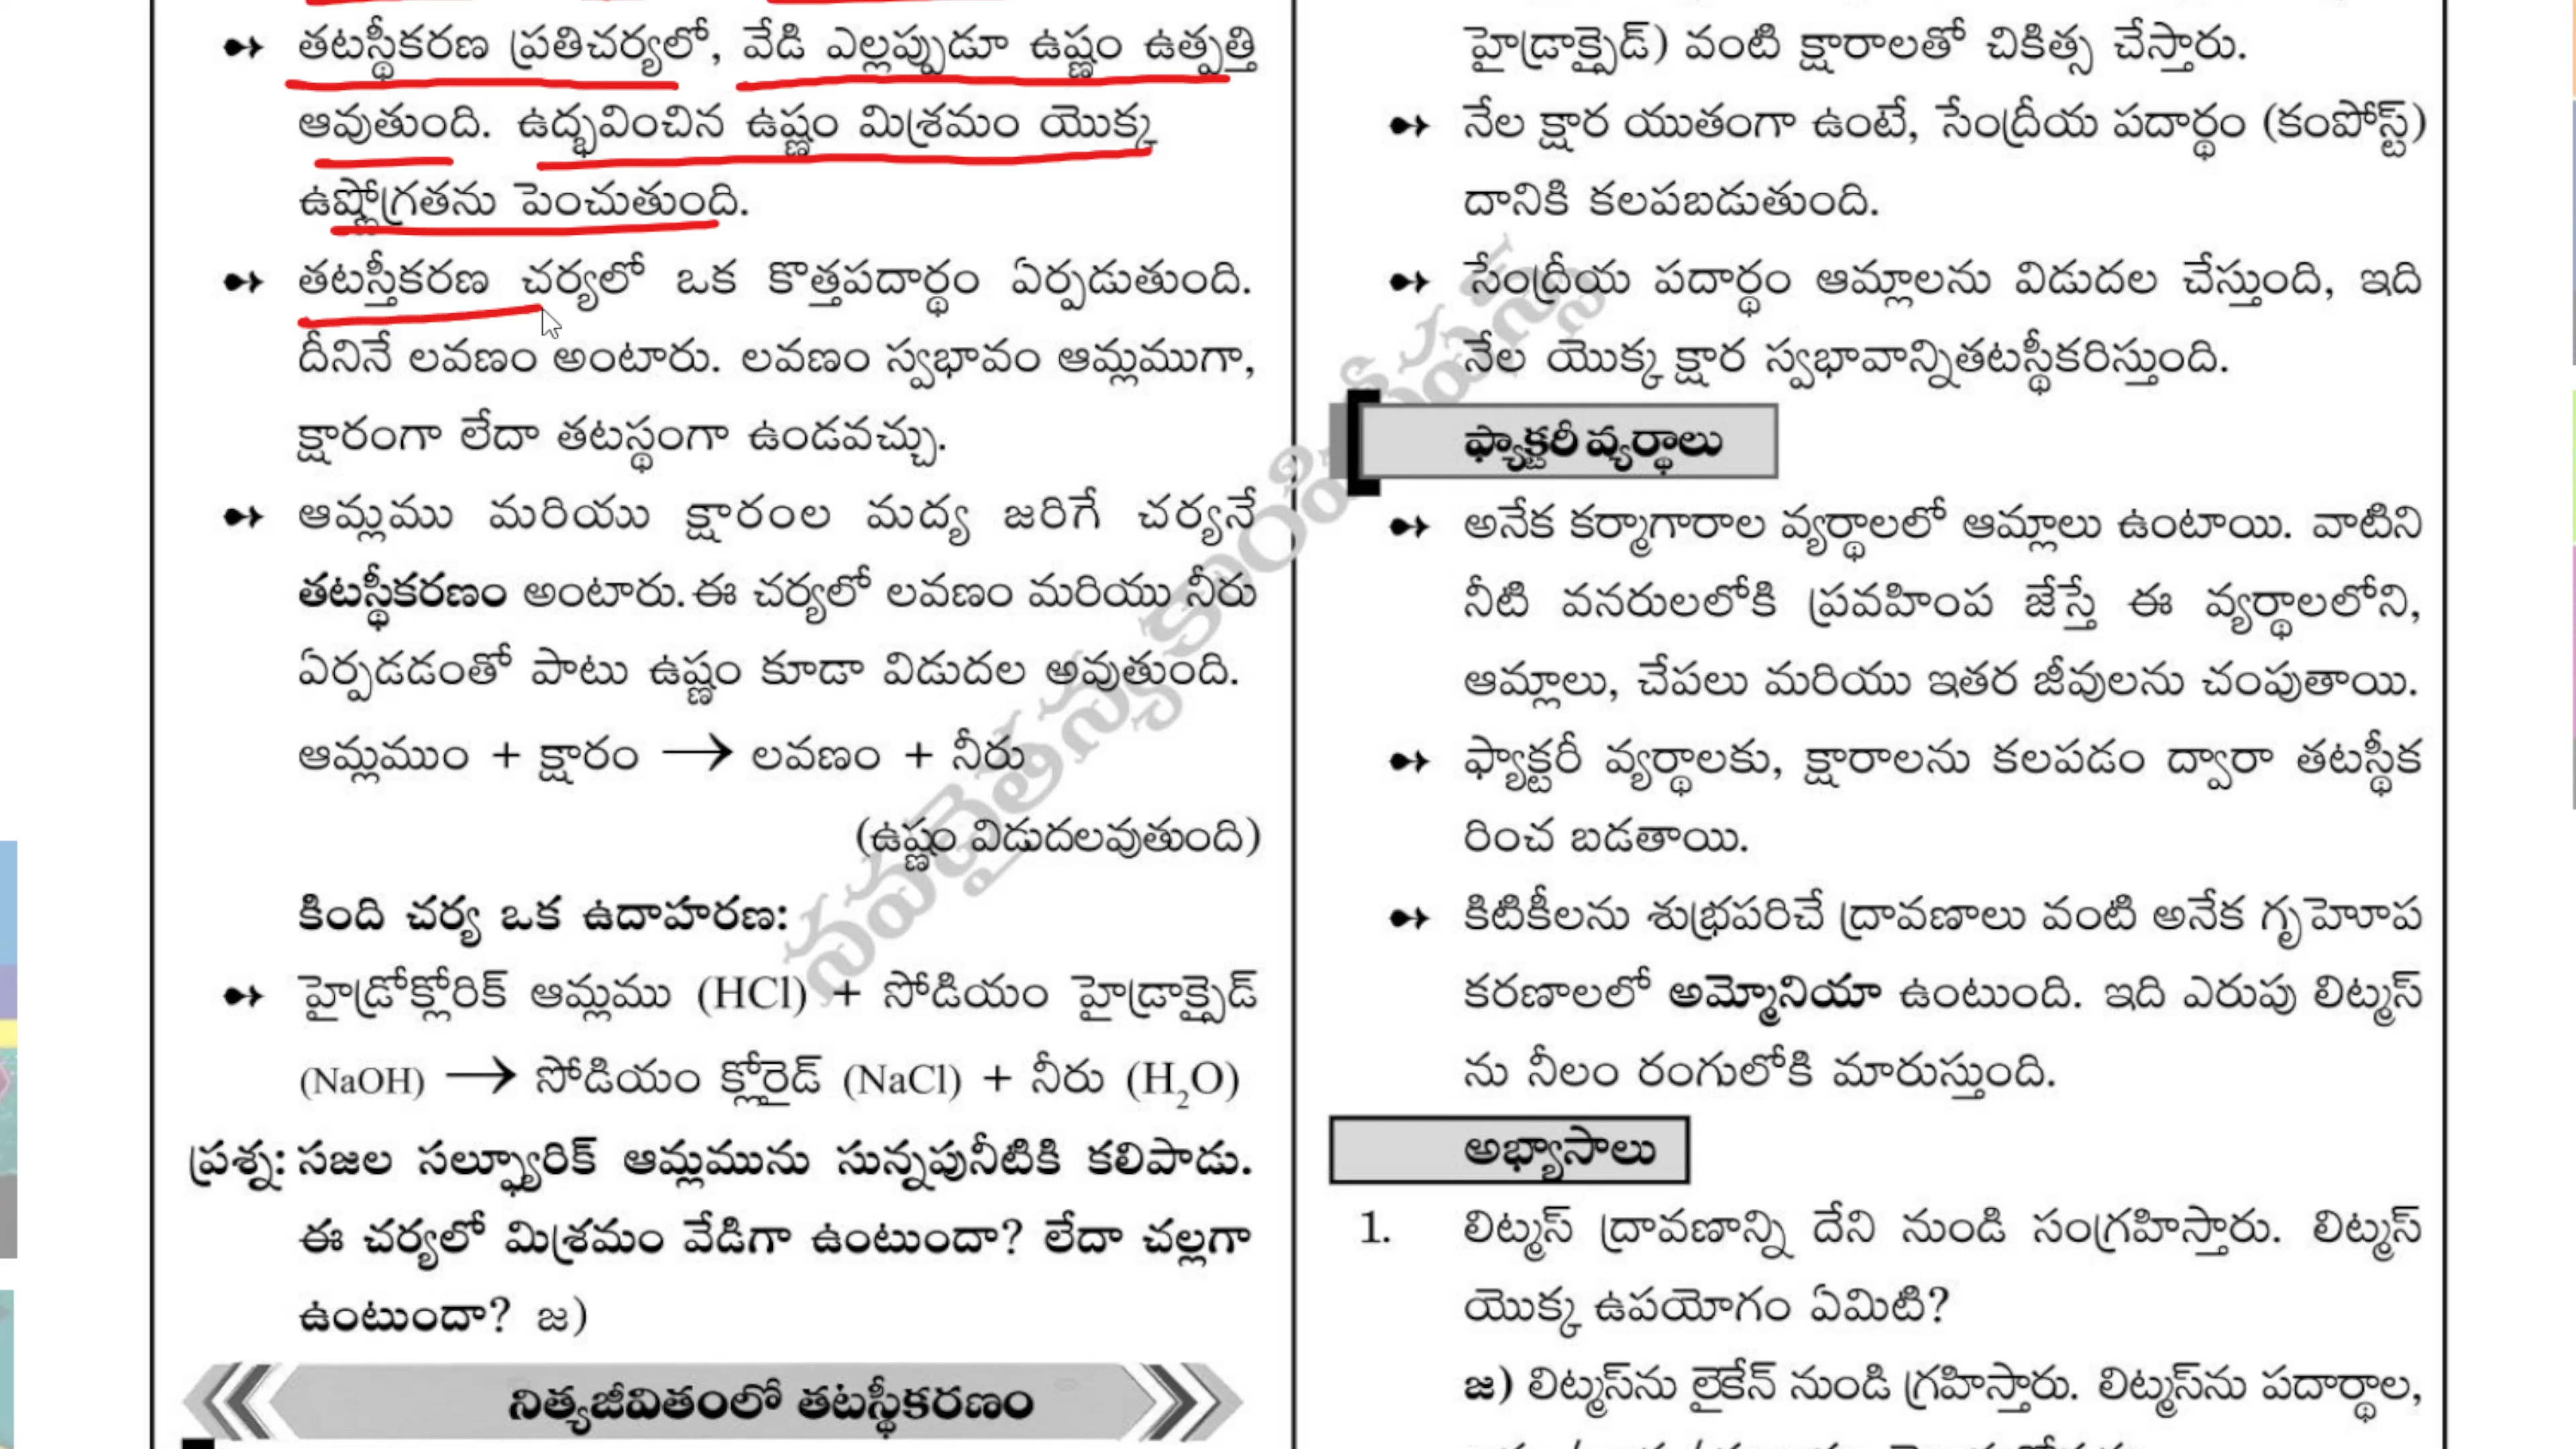 తటస్థీకరణ ప్రతిచర్యలో, వేడి ఎల్లప్పుడూ ఉష్ణం ఉత్పత్తి
ఆవుతుంది. ఉద్భవించిన ఉష్ణం మిశ్రమం యొక్క
ఉష్ణోగ్రతను పెంచుతుంది.
తటస్తీకరణ చర్యలో ఒక కొత్తపదార్థం ఏర్పడుతుంది.
దీనినే లవణం అంటారు. లవణం స్వభావం ఆమ్లముగా,
క్షారంగా లేదా తటస్థంగా ఉండవచ్చు.
ఆమ్లము మరియు క్షారంల మద్య జరిగే చర్యనే
తటస్థీకరణం అంటారు. ఈ చర్యలో లవణం మరియు నీరు
ఏర్పడడంతో పాటు ఉష్ణం కూడా విడుదల అవుతుంది.
ఆమ్లముం + క్షారం → లవణం + నీరు
(ఉష్ణం విడుదలవుతుంది)
కింది చర్య ఒక ఉదాహరణ:
హైడ్రోక్లోరిక్ ఆమ్లము (HCl) + సోడియం హైడ్రాక్సైడ్
(NaOH) → సోడియం క్లోరైడ్ (NaCl) + నీరు (H₂O)
ప్రశ్న: సజల సల్ఫ్యూరిక్ ఆమ్లమును సున్నపునీటికి కలిపాడు.
ఈ చర్యలో మిశ్రమం వేడిగా ఉంటుందా? లేదా చల్లగా
ఉంటుందా? జ)
నిత్యజీవితంలో తటస్థీకరణం
హైడ్రాక్సైడ్) వంటి క్షారాలతో చికిత్స చేస్తారు.
నేల క్షార యుతంగా ఉంటే, సేంద్రీయ పదార్థం (కంపోస్ట్)
దానికి కలపబడుతుంది.
సేంద్రీయ పదార్థం ఆమ్లాలను విడుదల చేస్తుంది, ఇది
నేల యొక్క క్షార స్వభావాన్నితటస్థీకరిస్తుంది.
ఫ్యాక్టరీ వ్యర్థాలు
అనేక కర్మాగారాల వ్యర్థాలలో ఆమ్లాలు ఉంటాయి. వాటిని
నీటి వనరులలోకి ప్రవహింప జేస్తే ఈ వ్యర్థాలలోని,
ఆమ్లాలు, చేపలు మరియు ఇతర జీవులను చంపుతాయి.
ఫ్యాక్టరీ వ్యర్థాలకు, క్షారాలను కలపడం ద్వారా తటస్థీక
రించ బడతాయి.
కిటికీలను శుభ్రపరిచే ద్రావణాలు వంటి అనేక గృహెూప
కరణాలలో అమ్మోనియా ఉంటుంది. ఇది ఎరుపు లిట్మస్
ను నీలం రంగులోకి మారుస్తుంది.
అభ్యాసాలు
1. లిట్మస్ ద్రావణాన్ని దేని నుండి సంగ్రహిస్తారు. లిట్మస్
యొక్క ఉపయోగం ఏమిటి?
జ) లిట్మస్‌ను లైకేన్ నుండి గ్రహిస్తారు. లిట్మస్‌ను పదార్థాల,